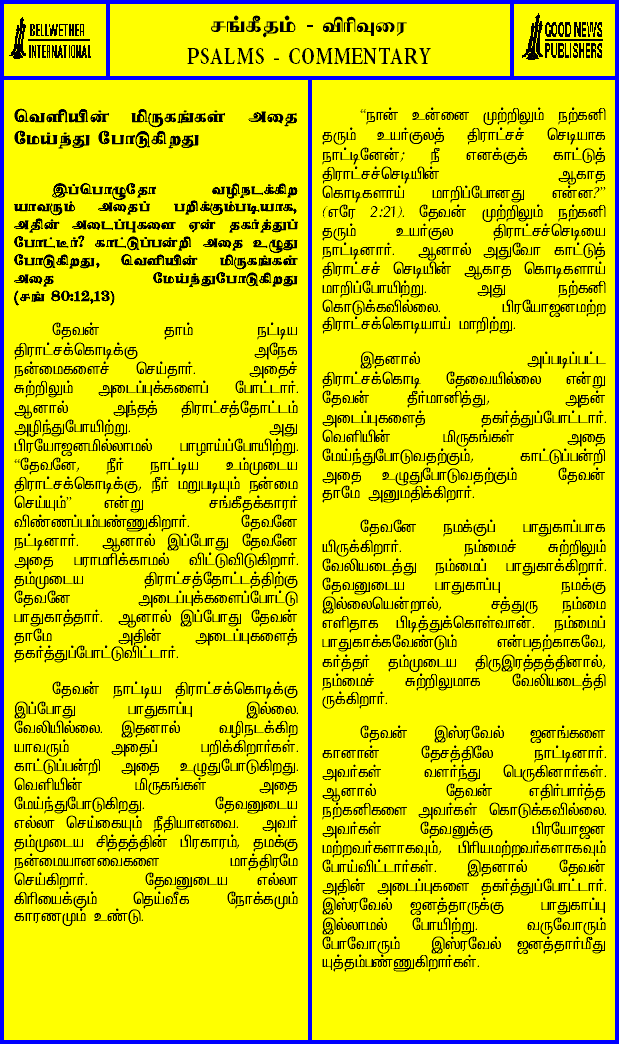 BELLWETHER
INTERNATIONAL
சங்கீதம் - விரிவுரை
PSALMS - COMMENTARY
GOOD NEWS
PUBLISHERS
வெளியின் மிருகங்கள் அதை
மேய்ந்து போடுகிறது
இப்பொழுதோ வழிநடக்கிற
யாவரும் அதைப் பறிக்கும்படியாக,
அதின் அடைப்புகளை ஏன் தகர்த்துப்
போட்டீர்? காட்டுப்பன்றி அதை உழுது
போடுகிறது, வெளியின் மிருகங்கள்
அதை மேய்ந்துபோடுகிறது
(சங் 80:12,13)
தேவன் தாம் நட்டிய
திராட்சக்கொடிக்கு அநேக
நன்மைகளைச் செய்தார். அதைச்
சுற்றிலும் அடைப்புக்களைப் போட்டார்.
ஆனால் அந்தத் திராட்சத்தோட்டம்
அழிந்துபோயிற்று. அது
பிரயோஜனமில்லாமல் பாழாய்ப்போயிற்று.
“தேவனே, நீர் நாட்டிய உம்முடைய
திராட்சக்கொடிக்கு, நீர் மறுபடியும் நன்மை
செய்யும்” என்று சங்கீதக்காரர்
விண்ணப்பம்பண்ணுகிறார். தேவனே
நட்டினார். ஆனால் இப்போது தேவனே
அதை பராமரிக்காமல் விட்டுவிடுகிறார்.
தம்முடைய திராட்சத்தோட்டத்திற்கு
தேவனே அடைப்புக்களைப்போட்டு
பாதுகாத்தார். ஆனால் இப்போது தேவன்
தாமே அதின் அடைப்புகளைத்
தகர்த்துப்போட்டுவிட்டார்.
தேவன் நாட்டிய திராட்சக்கொடிக்கு
இப்போது பாதுகாப்பு இல்லை.
வேலியில்லை. இதனால் வழிநடக்கிற
யாவரும் அதைப் பறிக்கிறார்கள்.
காட்டுப்பன்றி அதை உழுதுபோடுகிறது.
வெளியின் மிருகங்கள் அதை
மேய்ந்துபோடுகிறது. தேவனுடைய
எல்லா செய்கையும் நீதியானவை. அவர்
தம்முடைய சித்தத்தின் பிரகாரம், தமக்கு
நன்மையானவைகளை மாத்திரமே
செய்கிறார். தேவனுடைய எல்லா
கிரியைக்கும் தெய்வீக நோக்கமும்
காரணமும் உண்டு.
“நான் உன்னை முற்றிலும் நற்கனி
தரும் உயர்குலத் திராட்சச் செடியாக
நாட்டினேன்; நீ எனக்குக் காட்டுத்
திராட்சச்செடியின் ஆகாத
கொடிகளாய் மாறிப்போனது என்ன?”
(எரே 2:21). தேவன் முற்றிலும் நற்கனி
தரும் உயர்குல திராட்சச்செடியை
நாட்டினார். ஆனால் அதுவோ காட்டுத்
திராட்சச் செடியின் ஆகாத கொடிகளாய்
மாறிப்போயிற்று. அது நற்கனி
கொடுக்கவில்லை. பிரயோஜனமற்ற
திராட்சக்கொடியாய் மாறிற்று.
இதனால் அப்படிப்பட்ட
திராட்சக்கொடி தேவையில்லை என்று
தேவன் தீர்மானித்து, அதன்
அடைப்புகளைத் தகர்த்துப்போட்டார்.
வெளியின் மிருகங்கள் அதை
மேய்ந்துபோடுவதற்கும், காட்டுப்பன்றி
அதை உழுதுபோடுவதற்கும் தேவன்
தாமே அனுமதிக்கிறார்.
தேவனே நமக்குப் பாதுகாப்பாக
யிருக்கிறார். நம்மைச் சுற்றிலும்
வேலியடைத்து நம்மைப் பாதுகாக்கிறார்.
தேவனுடைய பாதுகாப்பு நமக்கு
இல்லையென்றால், சத்துரு நம்மை
எளிதாக பிடித்துக்கொள்வான். நம்மைப்
பாதுகாக்கவேண்டும் என்பதற்காகவே,
கர்த்தர் தம்முடைய திருஇரத்தத்தினால்,
நம்மைச் சுற்றிலுமாக வேலியடைத்தி
ருக்கிறார்.
தேவன் இஸ்ரவேல் ஜனங்களை
கானான் தேசத்திலே நாட்டினார்.
அவர்கள் வளர்ந்து பெருகினார்கள்.
ஆனால் தேவன் எதிர்பார்த்த
நற்கனிகளை அவர்கள் கொடுக்கவில்லை.
அவர்கள் தேவனுக்கு பிரயோஜன
மற்றவர்களாகவும், பிரியமற்றவர்களாகவும்
போய்விட்டார்கள். இதனால் தேவன்
அதின் அடைப்புகளை தகர்த்துப்போட்டார்.
இஸ்ரவேல் ஜனத்தாருக்கு பாதுகாப்பு
இல்லாமல் போயிற்று. வருவோரும்
போவோரும் இஸ்ரவேல் ஜனத்தார்மீது
யுத்தம்பண்ணுகிறார்கள்.